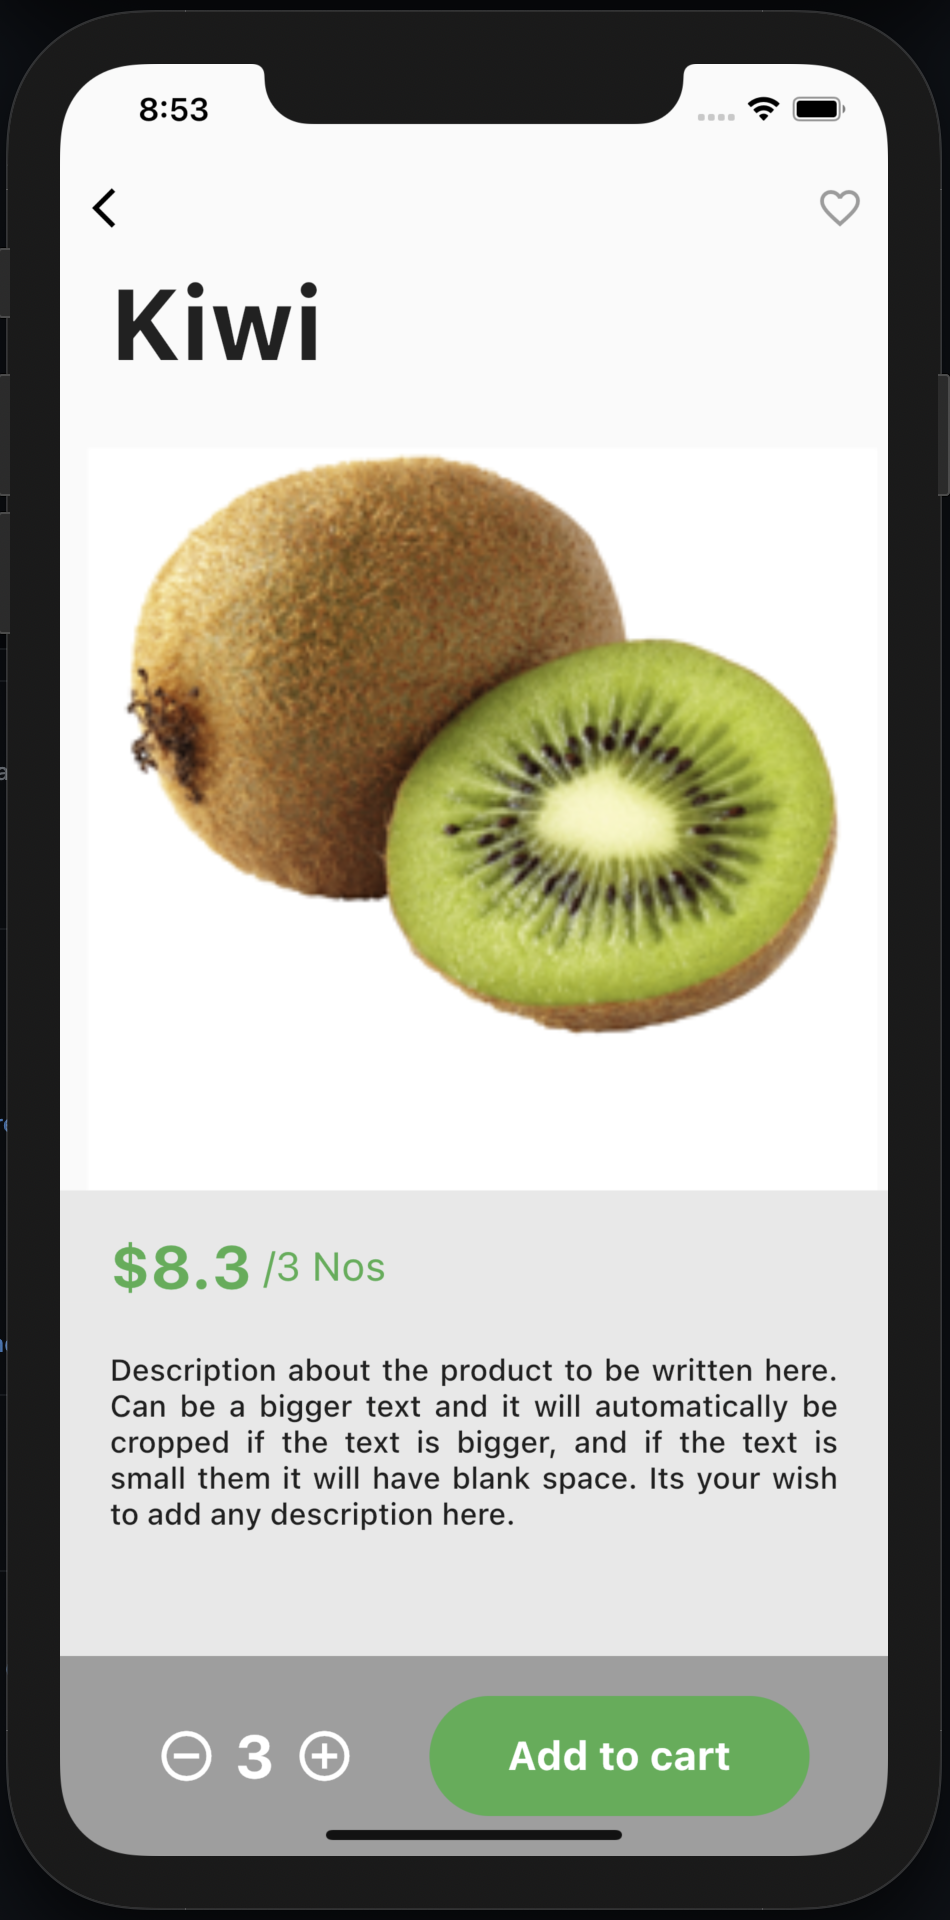 8:53
Kiwi
$8.3 /3 Nos
Description about the product to be written here.
Can be a bigger text and it will automatically be
cropped if the text is bigger, and if the text is
small them it will have blank space. Its your wish
to add any description here.
3 Add to cart